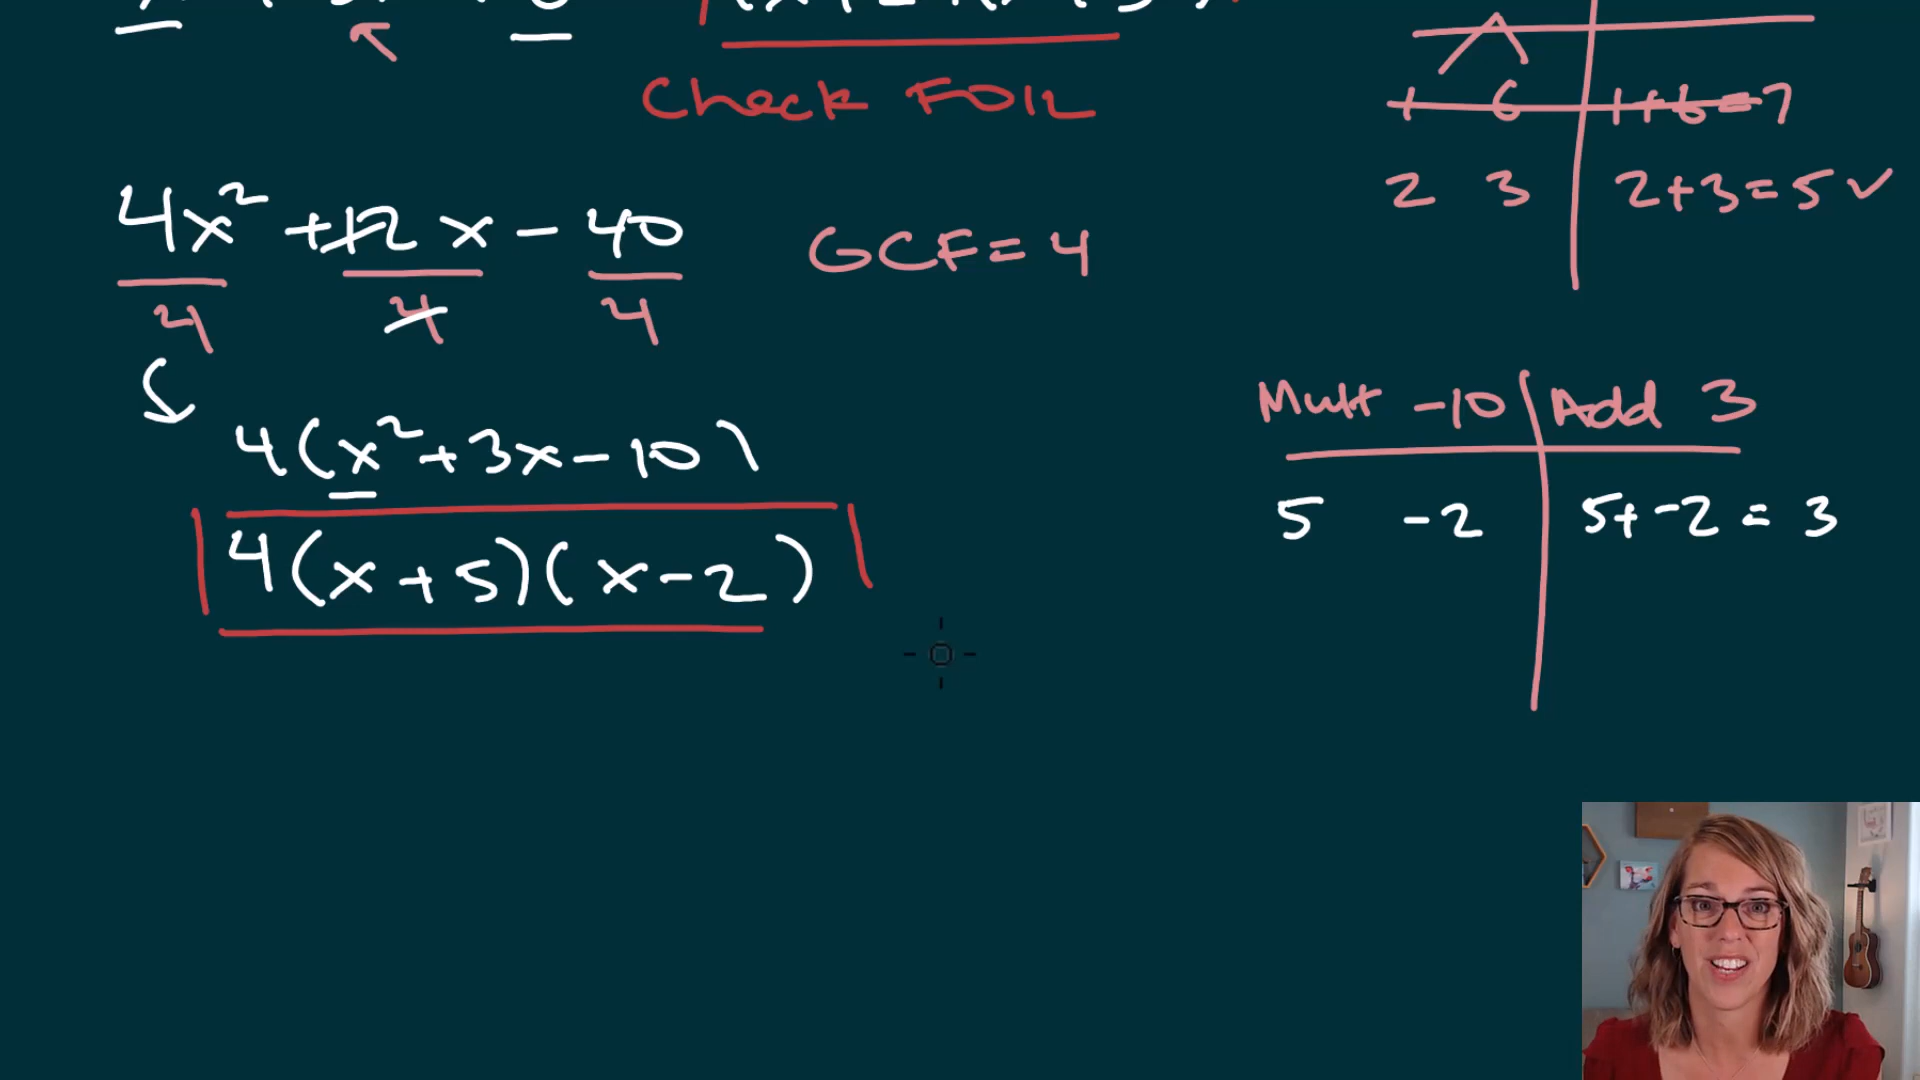 Check FOIL
1 6 1+6=7
2 3 2+3=5 ✓
4x² +12x - 40 GCF= 4
4 4 4
Mult -10 Add 3
4(x²+3x-10)
5 -2 5+-2 = 3
4(x+5)(x-2)